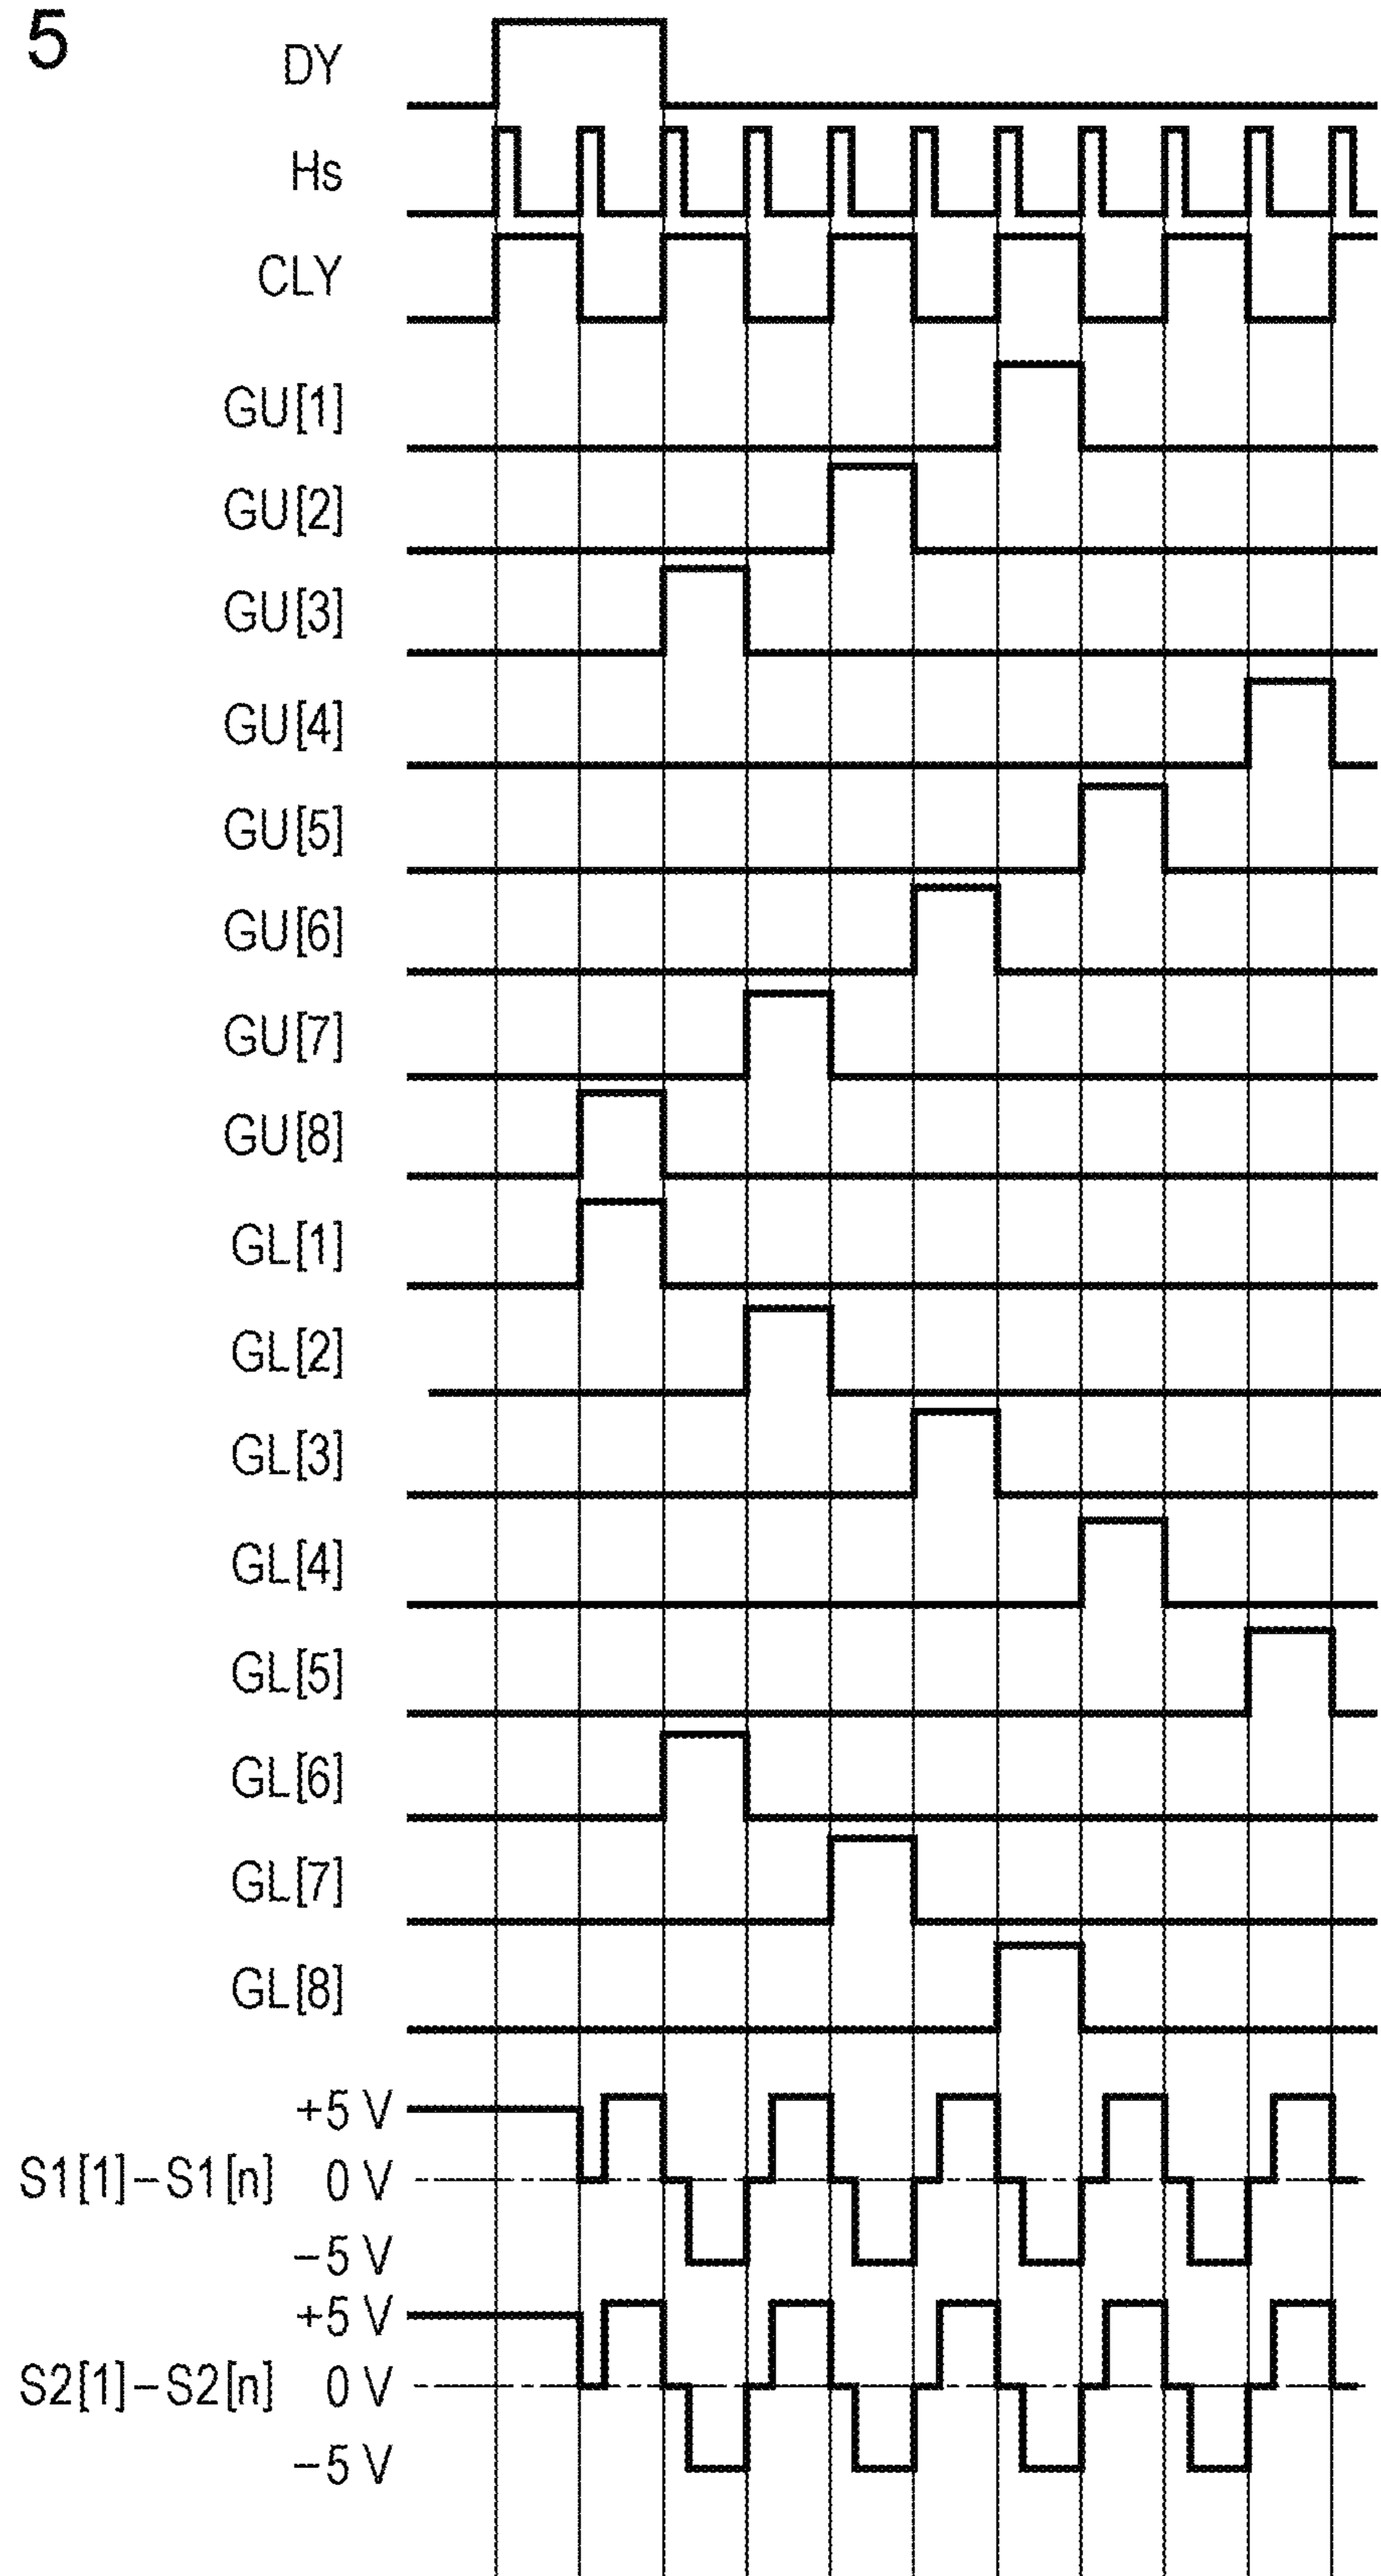 5
DY
Hs
CLY
GU[1]
GU[2]
GU[3]
GU[4]
GU[5]
GU[6]
GU[7]
GU[8]
GL[1]
GL[2]
GL[3]
GL[4]
GL[5]
GL[6]
GL[7]
GL[8]
+5 V
S1[1]–S1[n] 0 V
–5 V
+5 V
S2[1]–S2[n] 0 V
–5 V